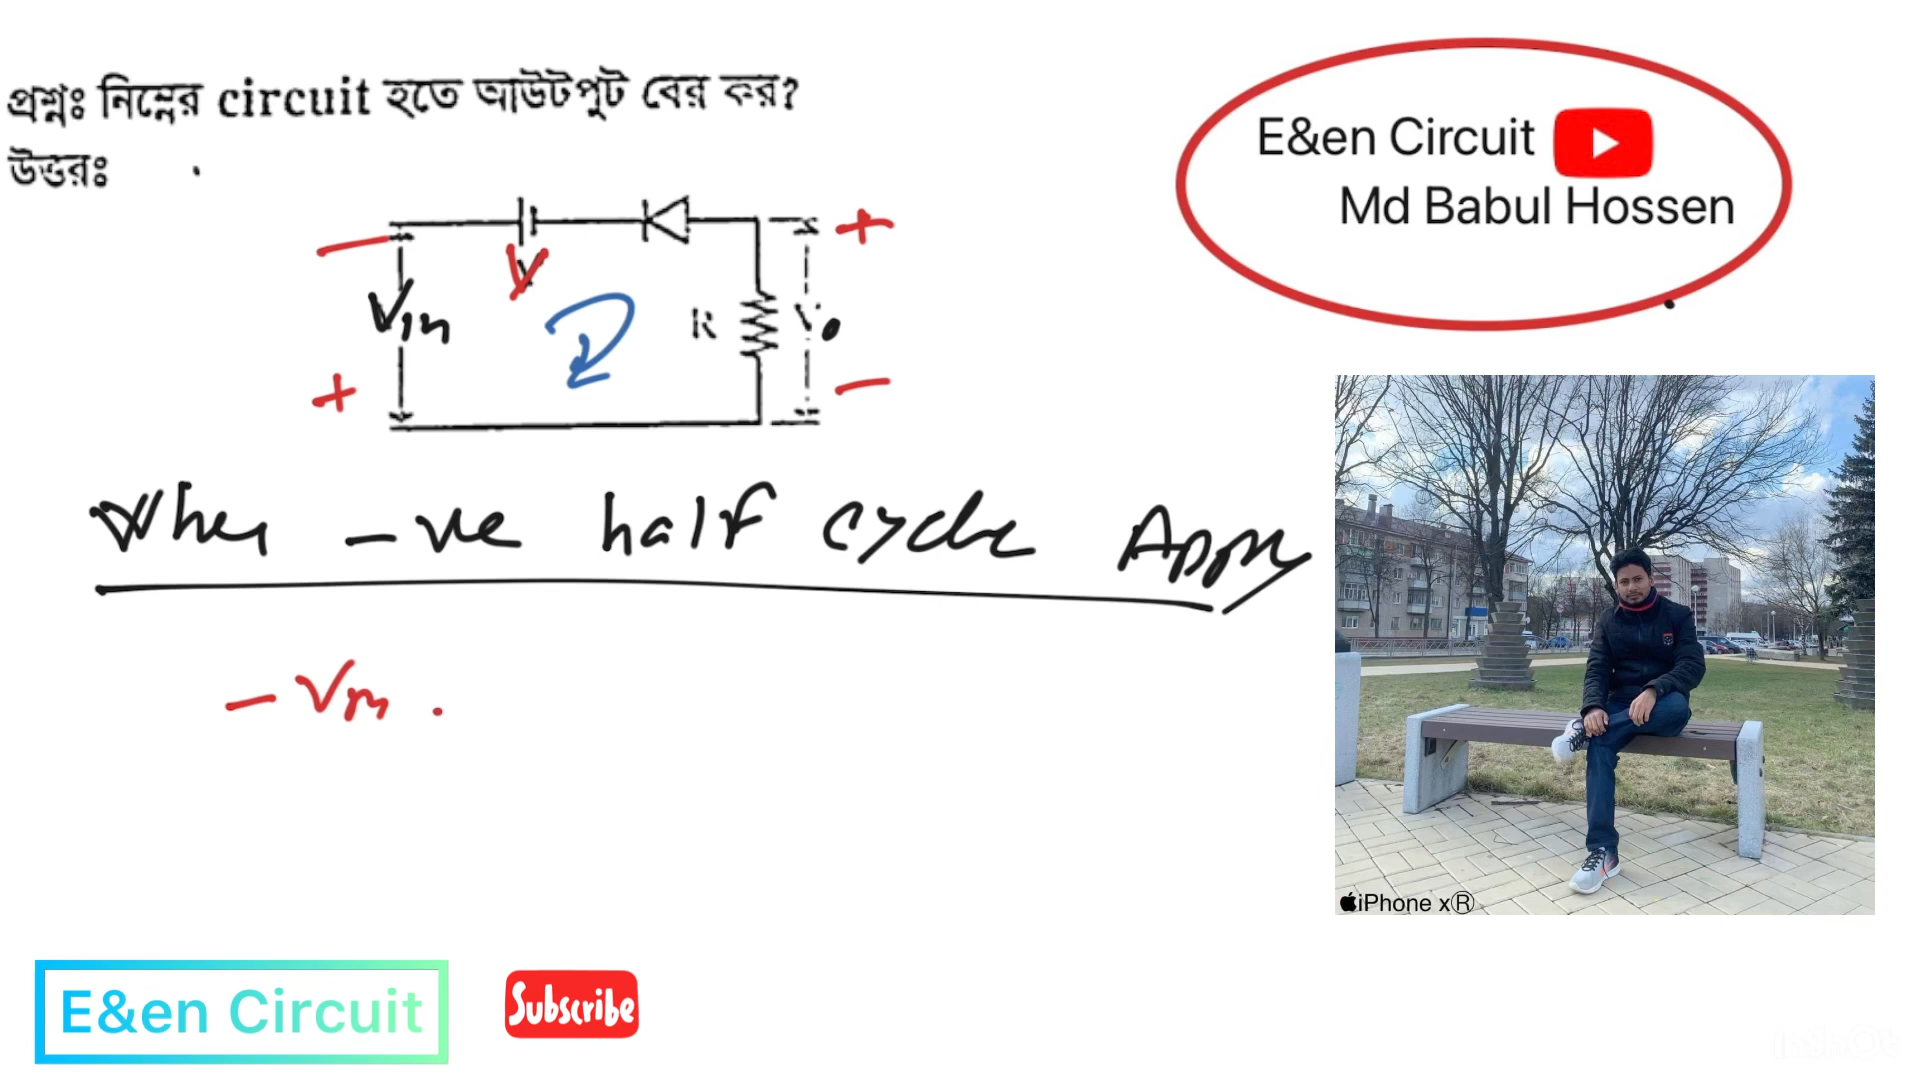 প্রশ্নঃ নিম্নের circuit হতে আউটপুট বের কর?
উত্তরঃ
E&en Circuit
Md Babul Hossen
− +
V
Vin R Vo
+ −
When -ve half cycle Apply
- Vin .
iPhone xⓇ
E&en Circuit
Subscribe